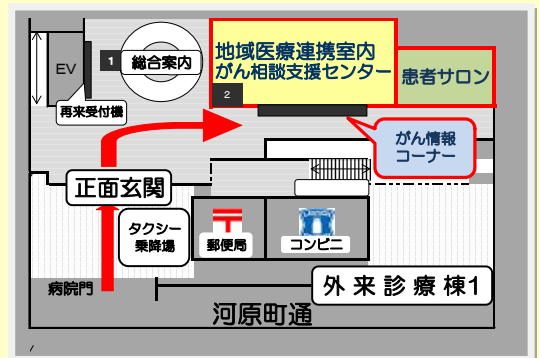 EV
1
総合案内
再来受付機
地域医療連携室内
がん相談支援センター
2
患者サロン
がん情報
コーナー
正面玄関
タクシー
乗降場
郵便局
コンビニ
病院門
外来診療棟1
河原町通